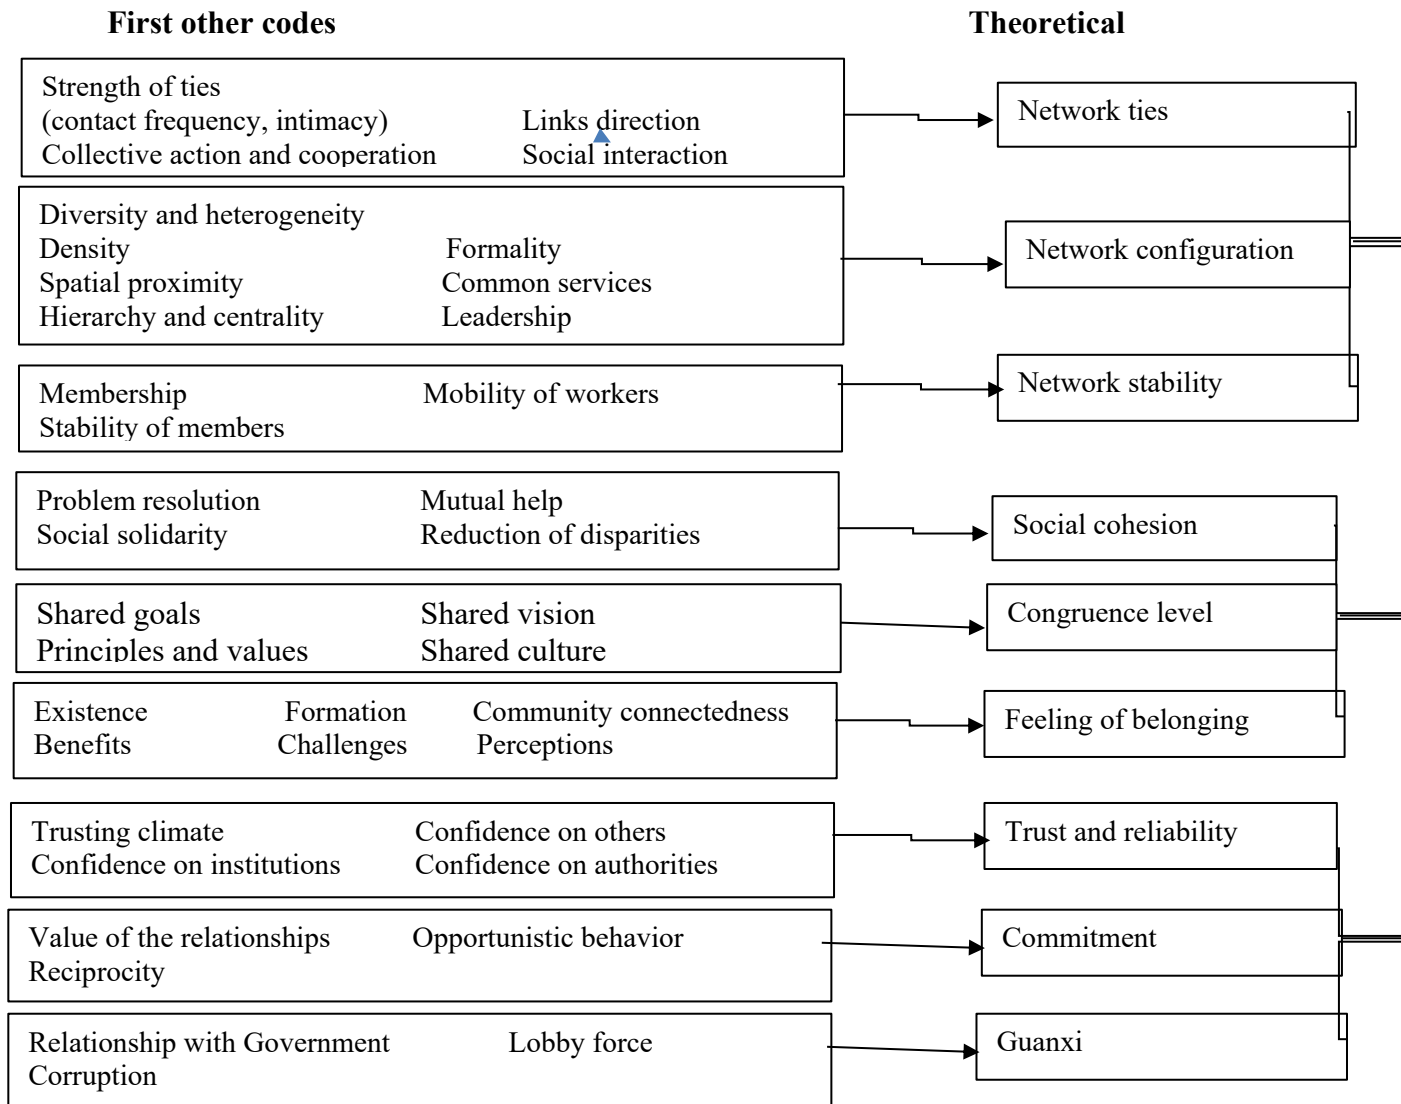 First other codes Theoretical
Strength of ties
(contact frequency, intimacy) Links direction
Collective action and cooperation Social interaction
Network ties
Diversity and heterogeneity
Density Formality
Spatial proximity Common services
Hierarchy and centrality Leadership
Network configuration
Membership Mobility of workers
Stability of members
Network stability
Problem resolution Mutual help
Social solidarity Reduction of disparities
Social cohesion
Shared goals Shared vision
Principles and values Shared culture
Congruence level
Existence Formation Community connectedness
Benefits Challenges Perceptions
Feeling of belonging
Trusting climate Confidence on others
Confidence on institutions Confidence on authorities
Trust and reliability
Value of the relationships Opportunistic behavior
Reciprocity
Commitment
Relationship with Government Lobby force
Corruption
Guanxi